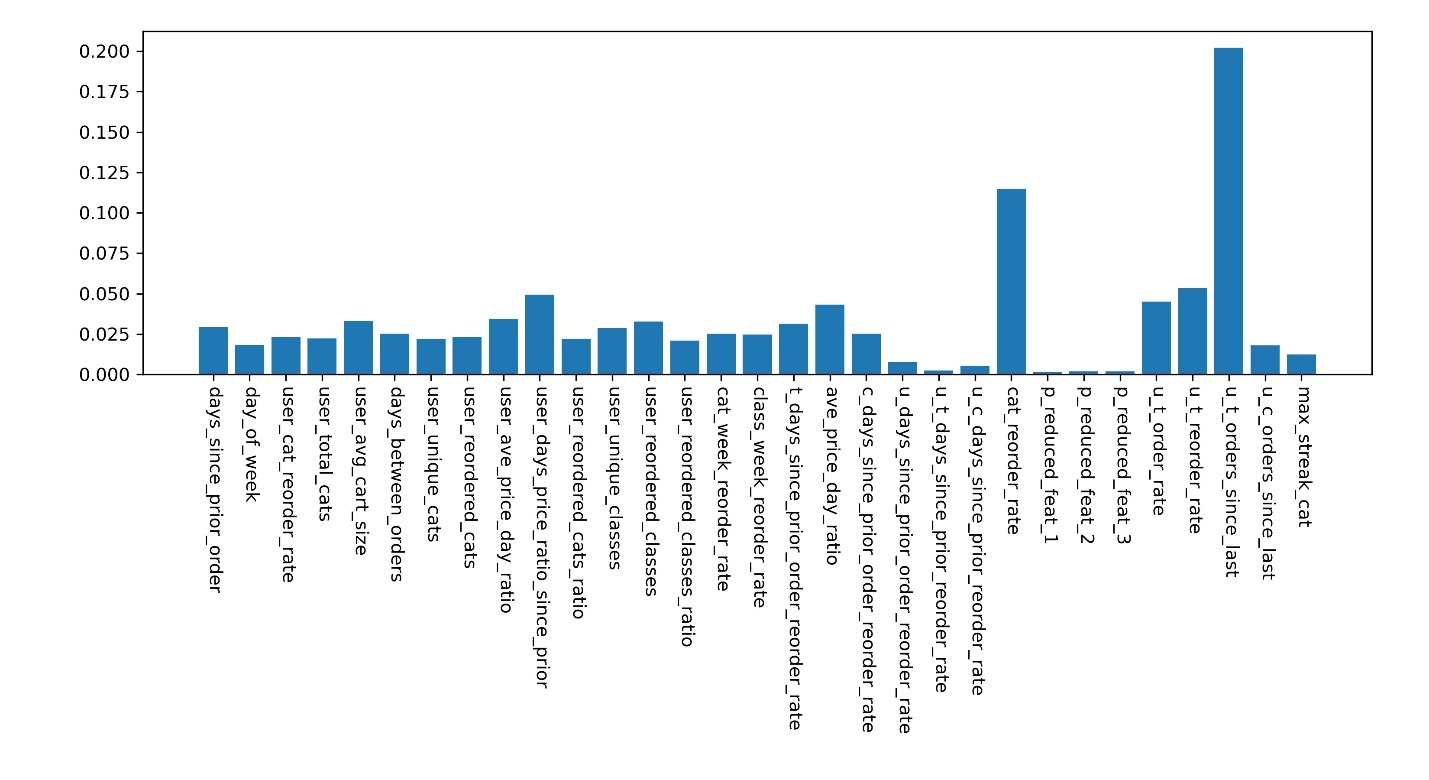 0.200
0.175
0.150
0.125
0.100
0.075
0.050
0.025
0.000
days_since_prior_order
day_of_week
user_cat_reorder_rate
user_total_cats
user_avg_cart_size
days_between_orders
user_unique_cats
user_reordered_cats
user_ave_price_day_ratio
user_days_price_ratio_since_prior
user_reordered_cats_ratio
user_unique_classes
user_reordered_classes
user_reordered_classes_ratio
cat_week_reorder_rate
class_week_reorder_rate
t_days_since_prior_order_reorder_rate
ave_price_day_ratio
c_days_since_prior_order_reorder_rate
u_days_since_prior_order_reorder_rate
u_t_days_since_prior_reorder_rate
u_c_days_since_prior_reorder_rate
cat_reorder_rate
p_reduced_feat_1
p_reduced_feat_2
p_reduced_feat_3
u_t_order_rate
u_t_reorder_rate
u_t_orders_since_last
u_c_orders_since_last
max_streak_cat